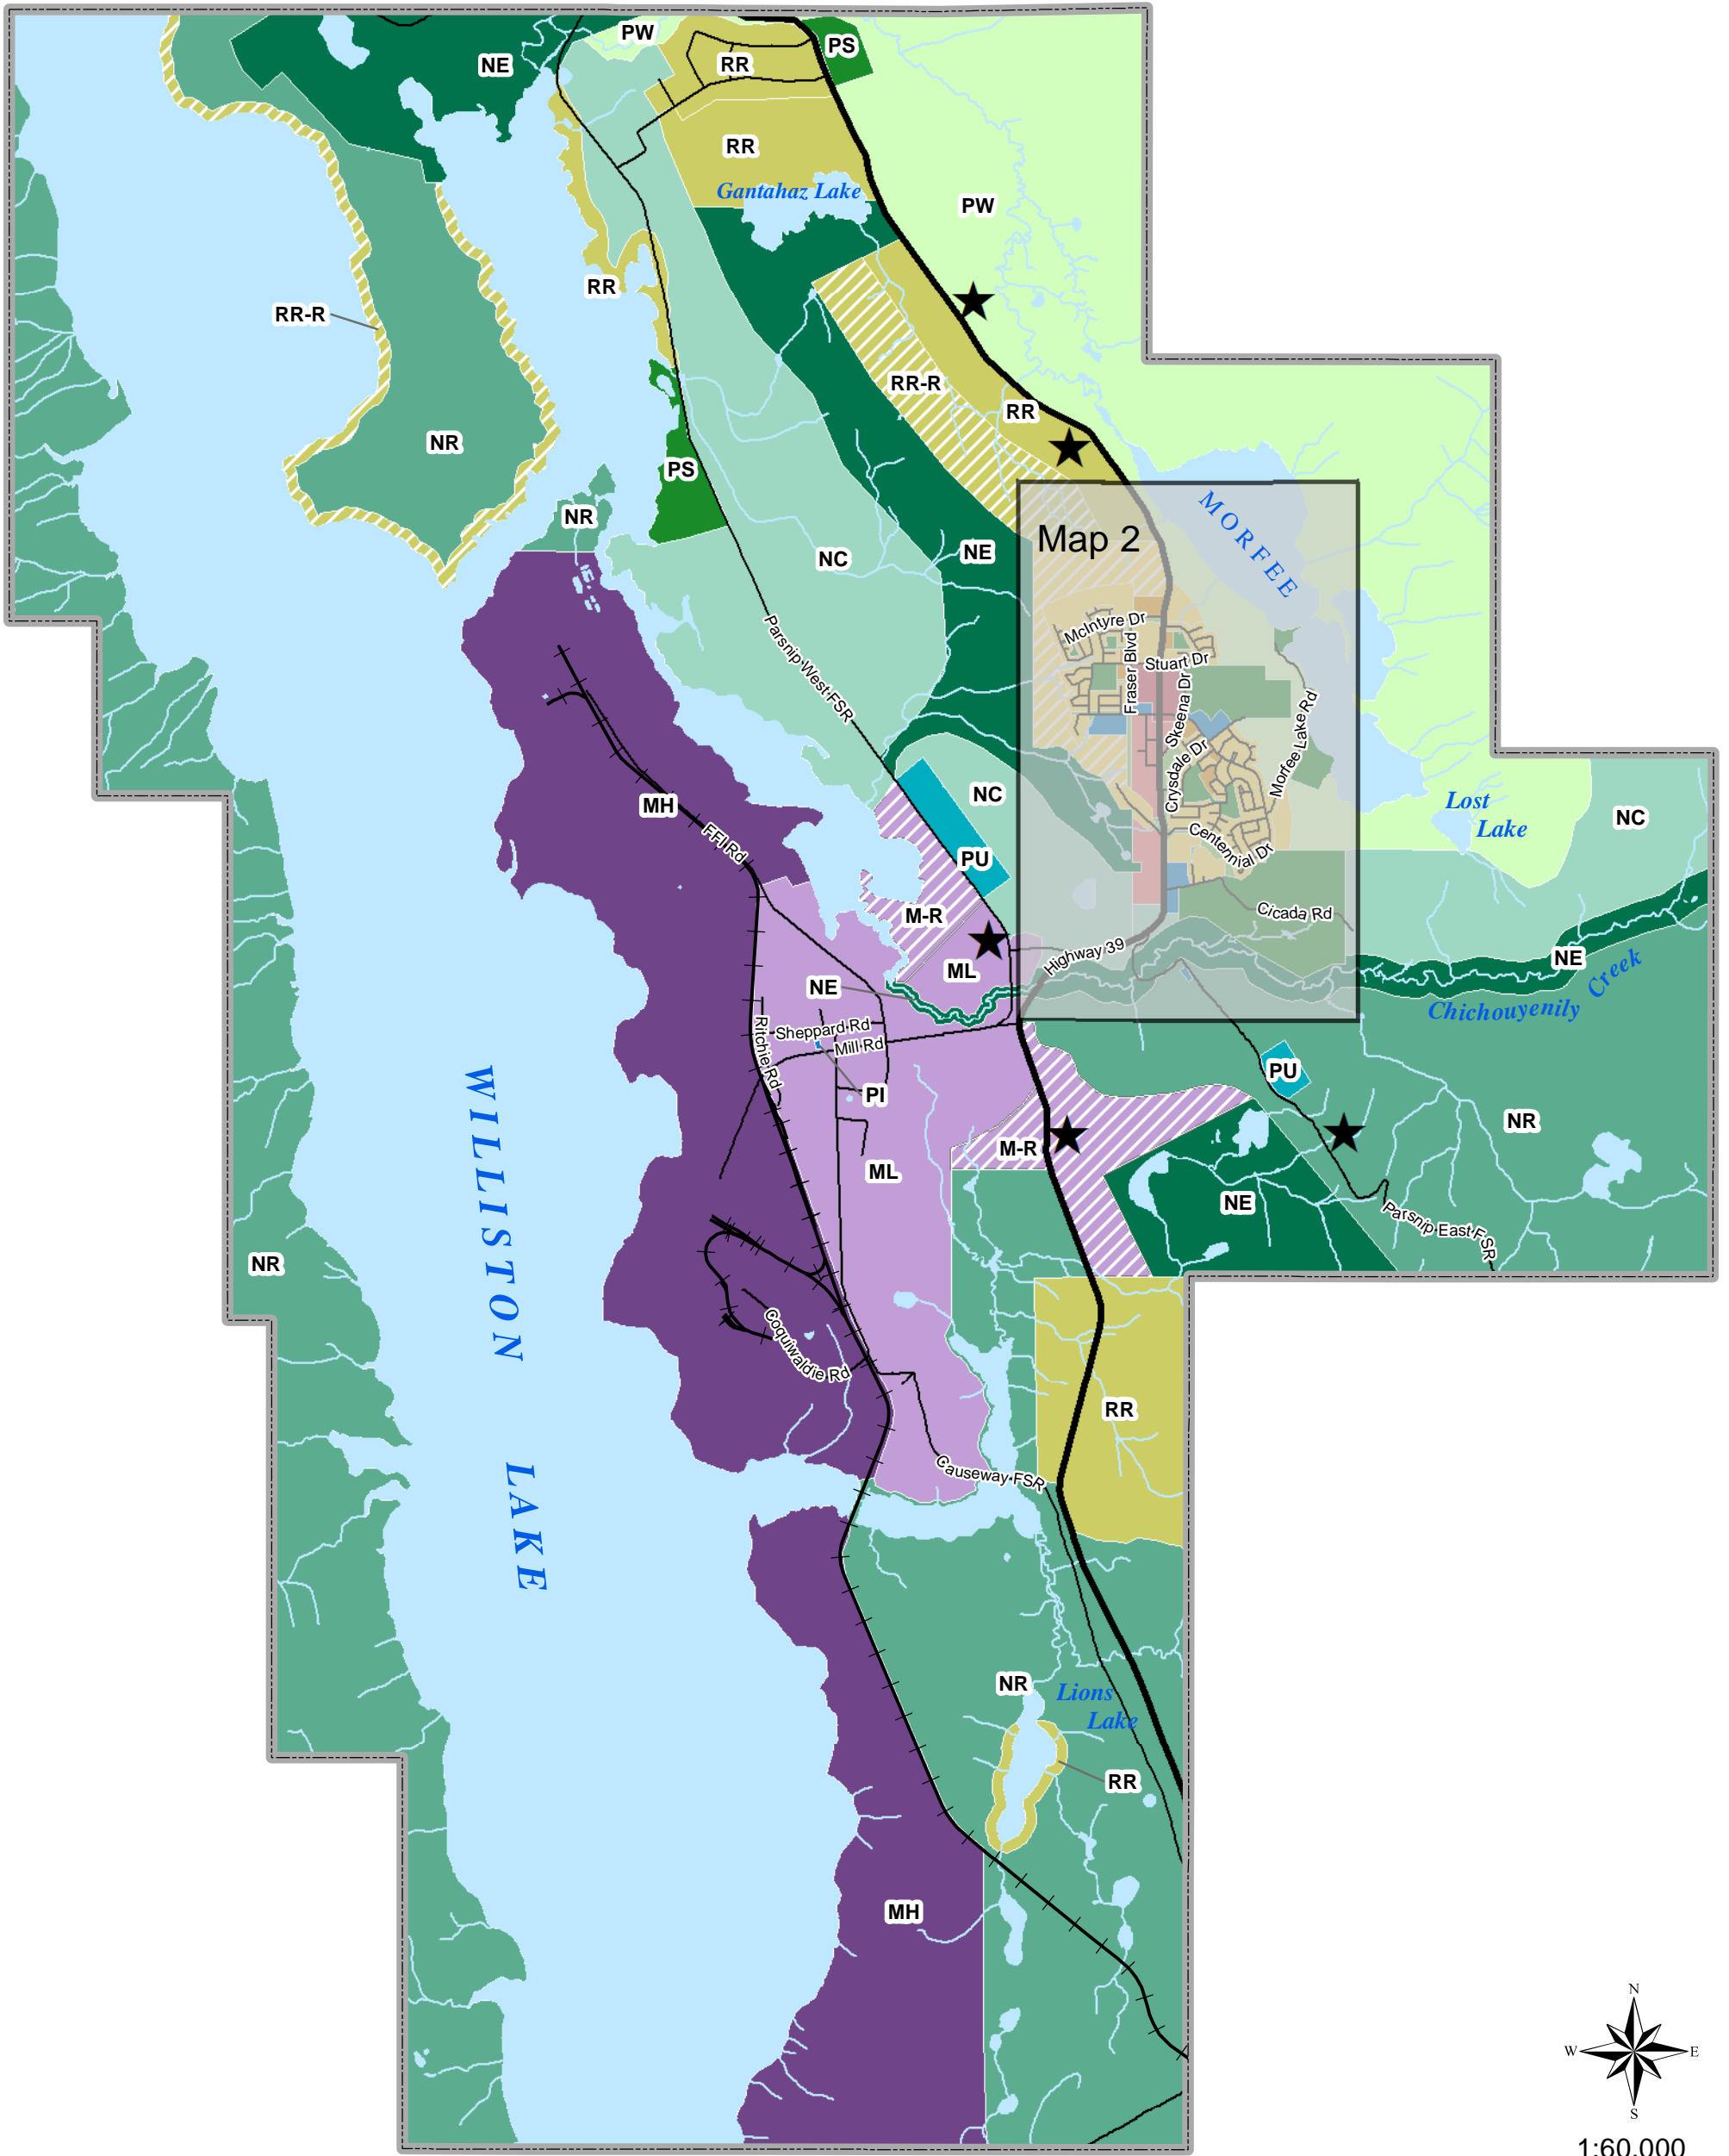 PW
PS
RR
NE
RR
Gantahaz Lake
PW
RR
RR-R
RR-R
RR
NR
PS
NR
MORFEE
Map 2
NE
NC
McIntyre Dr
Fraser Blvd
Stuart Dr
Skeena Dr
Parsnip West FSR
Morfee Lake Rd
Crysdale Dr
NC
MH
Lost
Lake
NC
FFI Rd
Centennial Dr
PU
M-R
Cicada Rd
Highway 39
NE
ML
Creek
NE
Chichouyenily
Sheppard Rd
Mill Rd
Ritchie Rd
PU
PI
NR
M-R
ML
NE
Parsnip East FSR
NR
WILLISTON
LAKE
Coquiwaldie Rd
RR
Causeway FSR
NR
Lions
Lake
RR
MH
N
W
E
S
1:60,000